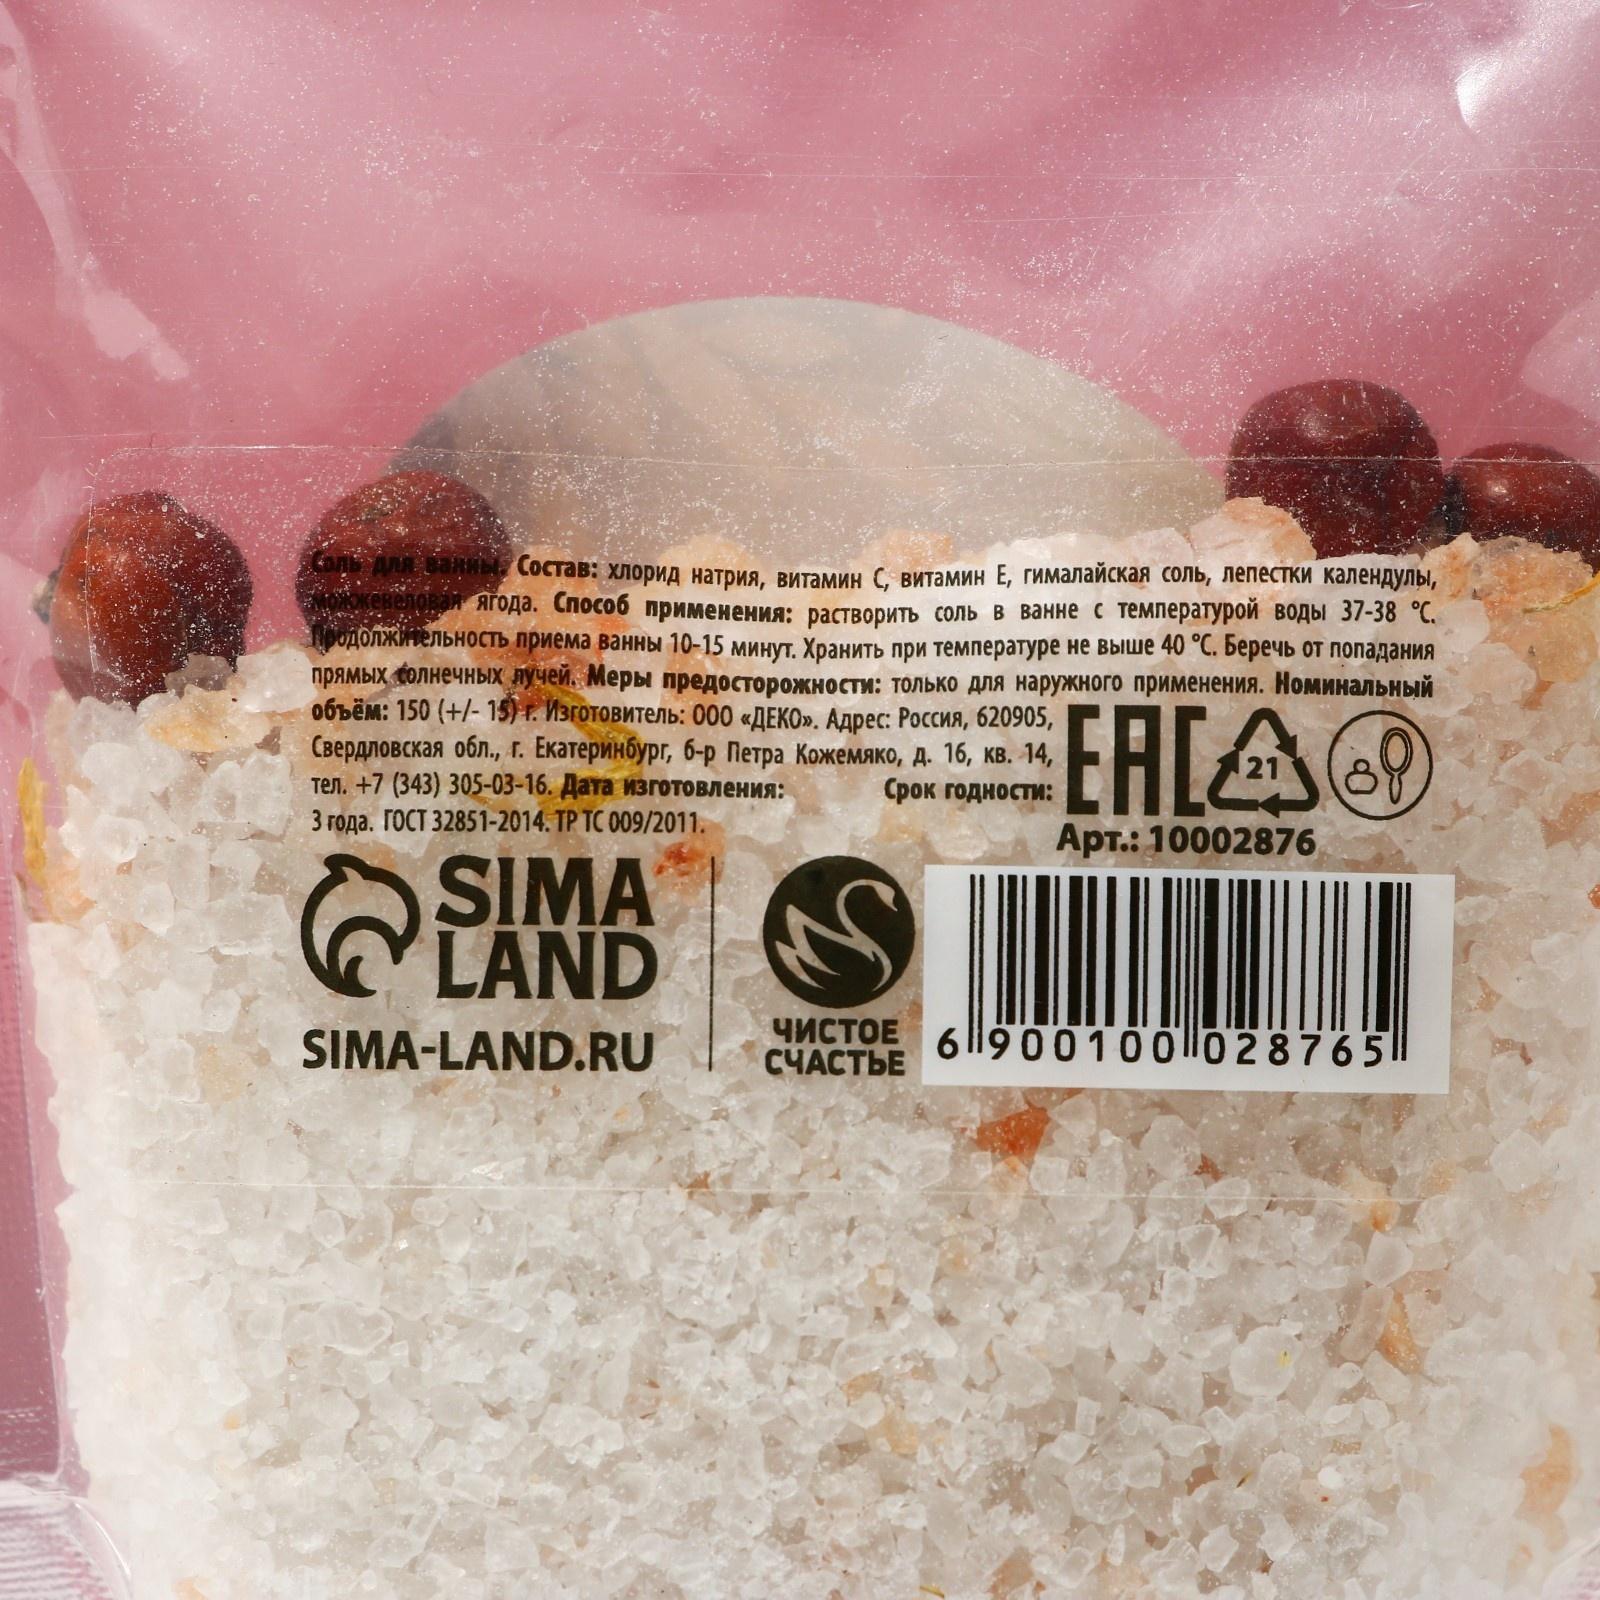 Соль для ванны. Состав: хлорид натрия, витамин С, витамин Е, гималайская соль, лепестки календулы,
можжевеловая ягода. Способ применения: растворить соль в ванне с температурой воды 37-38 °С.
Продолжительность приема ванны 10-15 минут. Хранить при температуре не выше 40 °С. Беречь от попадания
прямых солнечных лучей. Меры предосторожности: только для наружного применения. Номинальный
объём: 150 (+/- 15) г. Изготовитель: ООО «ДЕКО». Адрес: Россия, 620905,
Свердловская обл., г. Екатеринбург, б-р Петра Кожемяко, д. 16, кв. 14,
тел. +7 (343) 305-03-16. Дата изготовления: Срок годности:
3 года. ГОСТ 32851-2014. ТР ТС 009/2011.
EAC
21
Арт.: 10002876
SIMA
LAND
SIMA-LAND.RU
ЧИСТОЕ
СЧАСТЬЕ
6 900100 028765